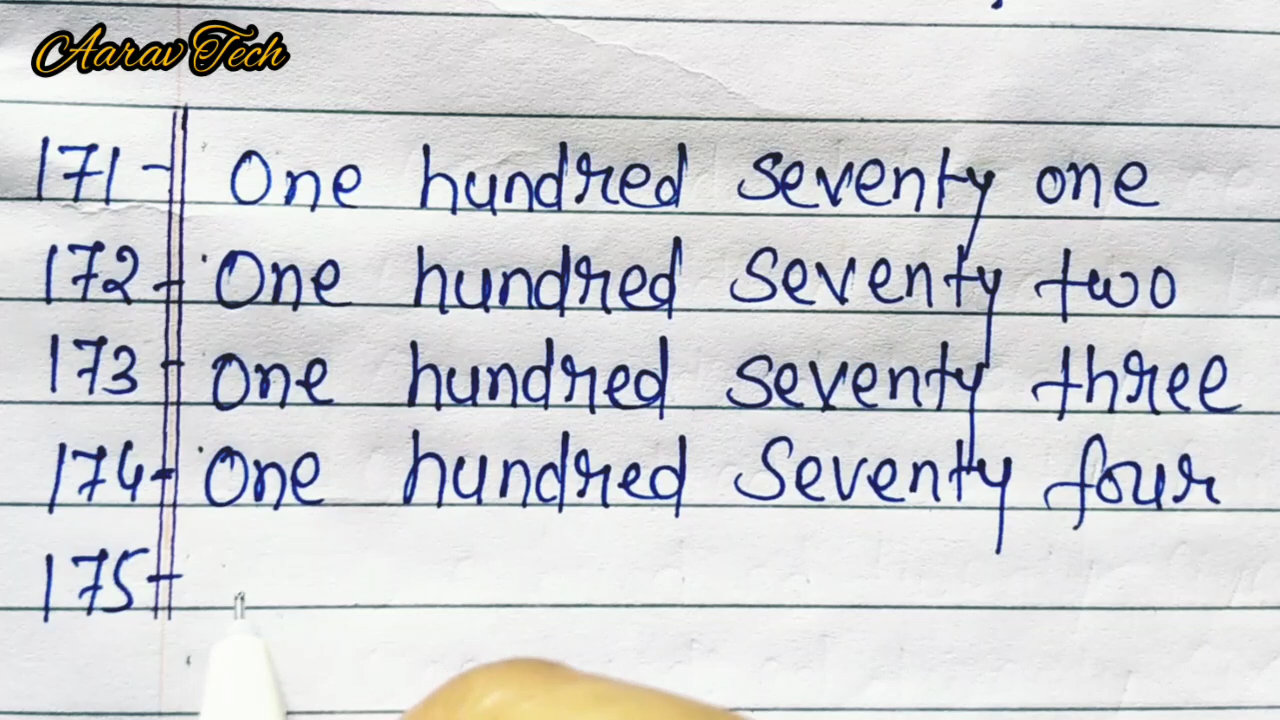 Aarav Tech
171 - One hundred seventy one
172 - One hundred seventy two
173 - One hundred seventy three
174 - One hundred Seventy four
175 -